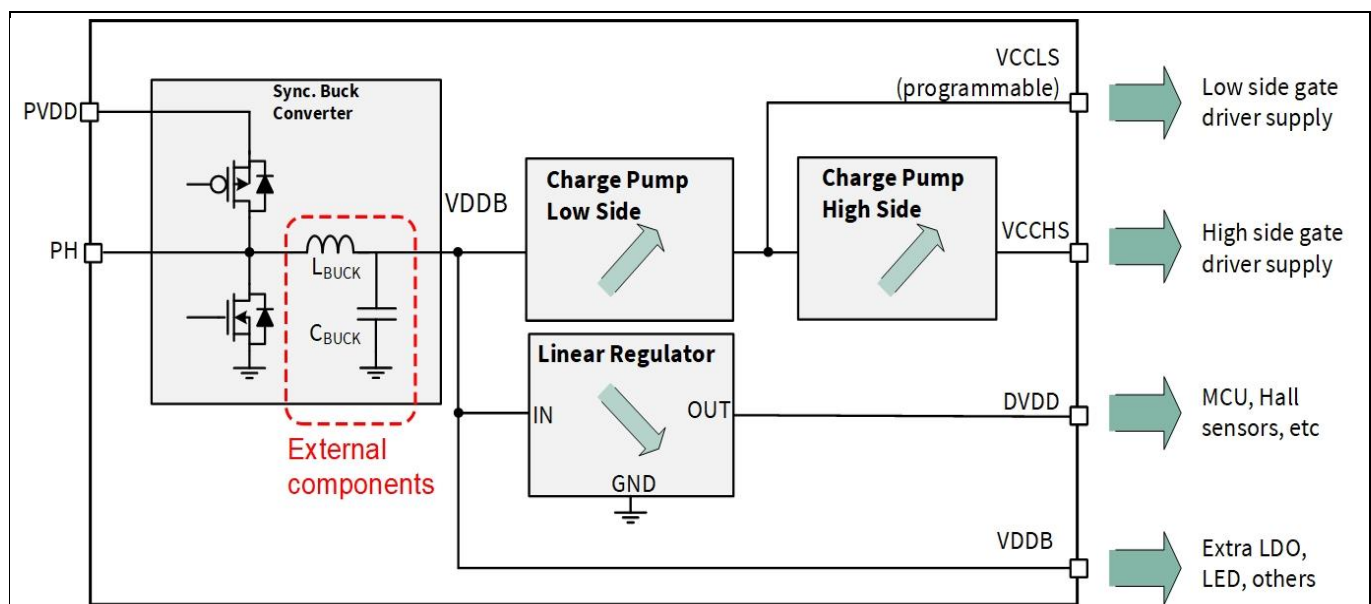 Sync. Buck
Converter
PVDD
PH
LBUCK
CBUCK
External
components
VDDB
Charge Pump
Low Side
Charge Pump
High Side
Linear Regulator
IN
OUT
GND
VCCLS
(programmable)
VCCHS
DVDD
VDDB
Low side gate
driver supply
High side gate
driver supply
MCU, Hall
sensors, etc
Extra LDO,
LED, others